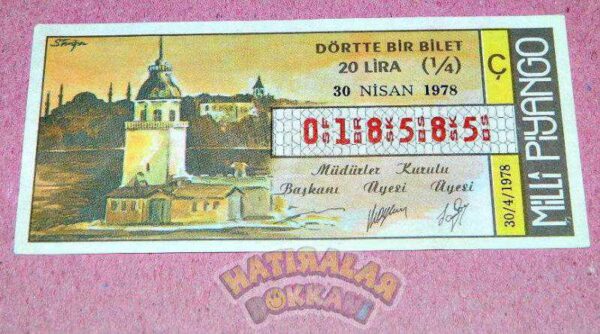 DÖRTTE BİR BİLET
20 LİRA (¼)
30 NİSAN 1978
018585
Müdürler Kurulu
Başkanı Üyesi Üyesi
Ç
30/4/1978
MİLLÎ PİYANGO
HATIRALAR
DÜKKANI